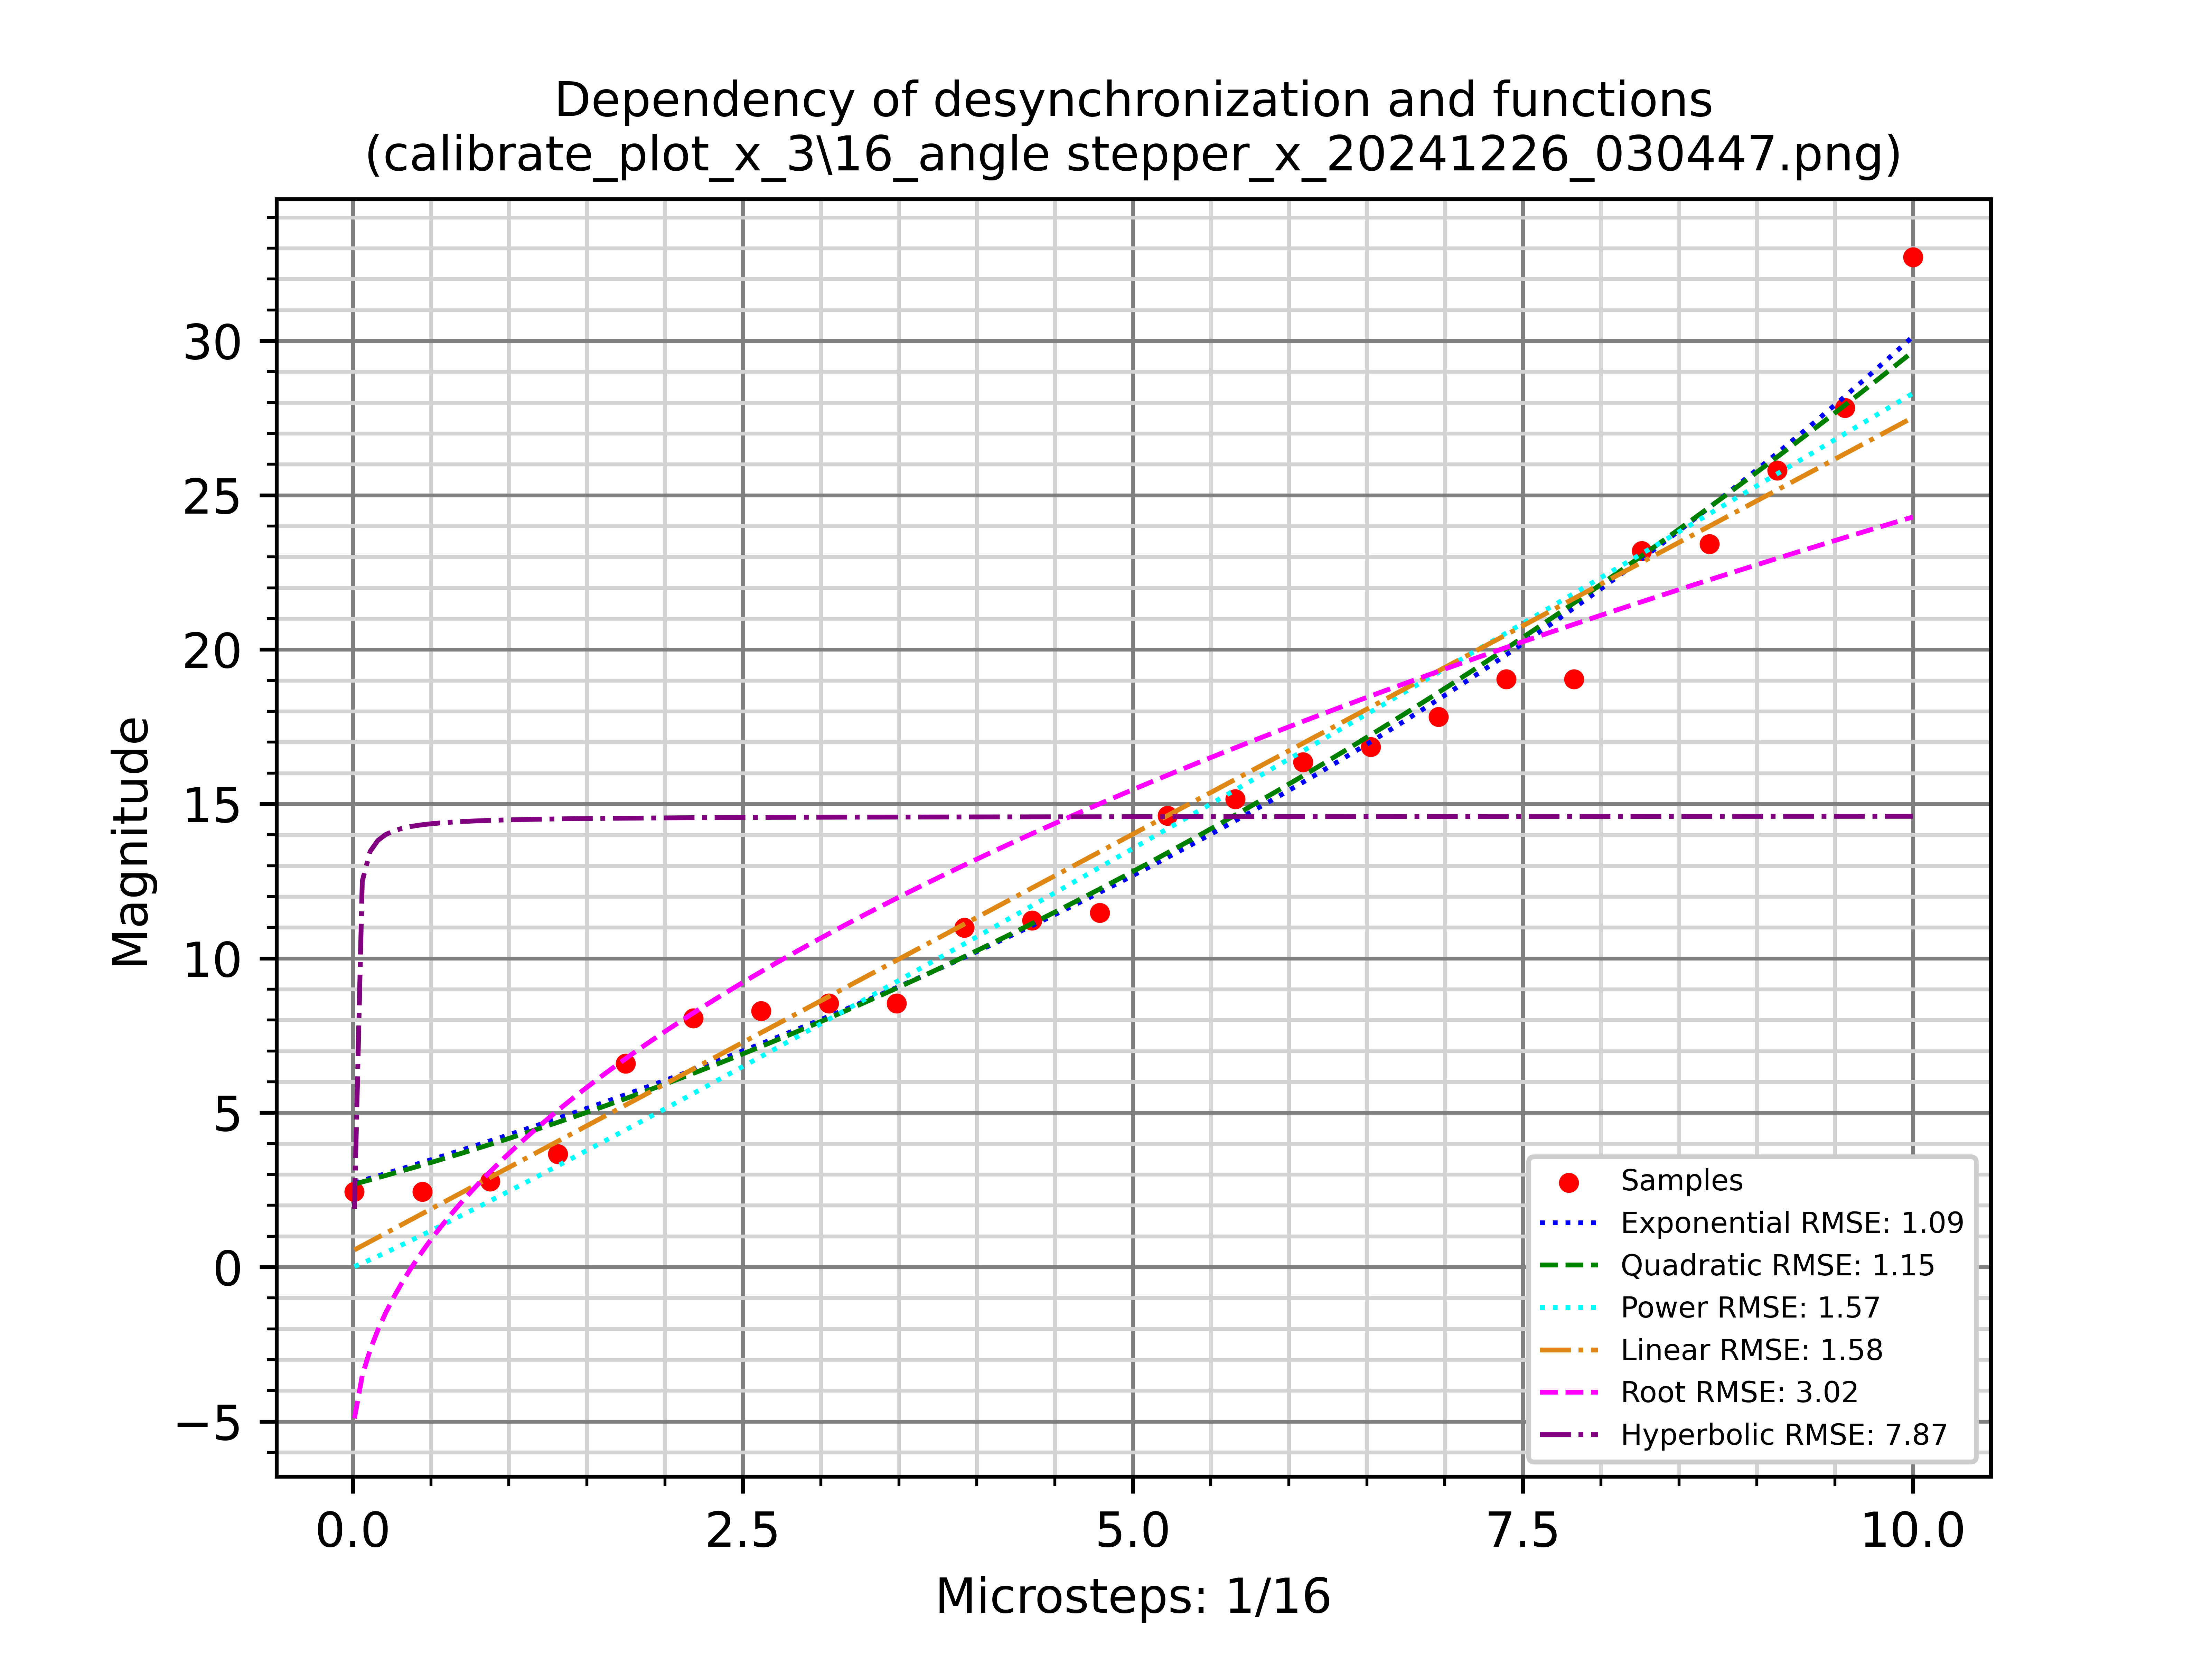 Dependency of desynchronization and functions
(calibrate_plot_x_3\16_angle stepper_x_20241226_030447.png)
Magnitude
30
25
20
15
10
5
0
−5
0.0 2.5 5.0 7.5 10.0
Microsteps: 1/16
Samples
Exponential RMSE: 1.09
Quadratic RMSE: 1.15
Power RMSE: 1.57
Linear RMSE: 1.58
Root RMSE: 3.02
Hyperbolic RMSE: 7.87